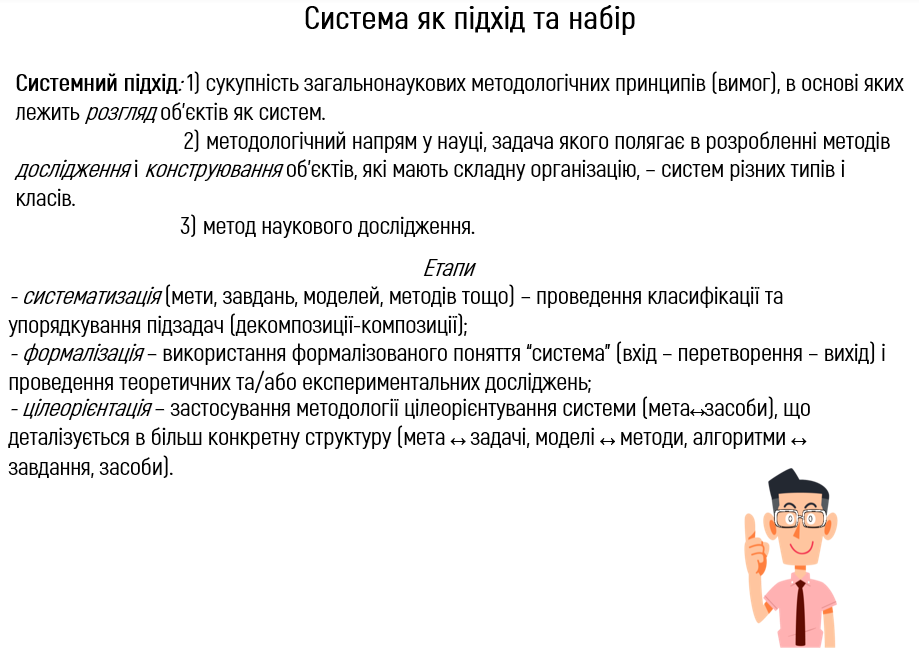 Система як підхід та набір
Системний підхід: 1) сукупність загальнонаукових методологічних принципів (вимог), в основі яких
лежить розгляд об’єктів як систем.
2) методологічний напрям у науці, задача якого полягає в розробленні методів
дослідження і конструювання об’єктів, які мають складну організацію, – систем різних типів і
класів.
3) метод наукового дослідження.
Етапи
- систематизація (мети, завдань, моделей, методів тощо) – проведення класифікації та
упорядкування підзадач (декомпозиції-композиції);
- формалізація – використання формалізованого поняття “система” (вхід – перетворення – вихід) і
проведення теоретичних та/або експериментальних досліджень;
- цілеорієнтація – застосування методології цілеорієнтування системи (мета↔засоби), що
деталізується в більш конкретну структуру (мета ↔ задачі, моделі ↔ методи, алгоритми ↔
завдання, засоби).